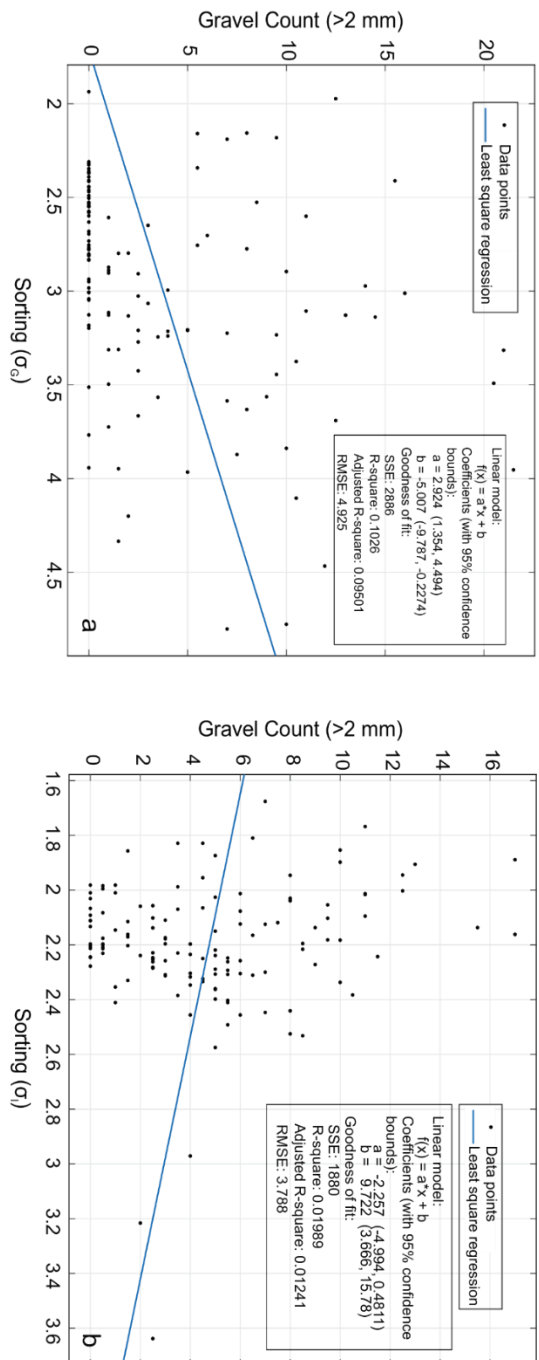 Gravel Count (>2 mm)
0 5 10 15 20
2
2.5
3
3.5
4
4.5
Sorting (σG)
Data points
Least square regression
Linear model:
f(x) = a*x + b
Coefficients (with 95% confidence
bounds):
a = 2.924 (1.354, 4.494)
b = -5.007 (-9.787, -0.2274)
Goodness of fit:
SSE: 2886
R-square: 0.1026
Adjusted R-square: 0.09501
RMSE: 4.925
a
Gravel Count (>2 mm)
0 2 4 6 8 10 12 14 16
1.6
1.8
2
2.2
2.4
2.6
2.8
3
3.2
3.4
3.6
Sorting (σI)
Data points
Least square regression
Linear model:
f(x) = a*x + b
Coefficients (with 95% confidence
bounds):
a = -2.257 (-4.994, 0.4811)
b = 9.722 (3.666, 15.78)
Goodness of fit:
SSE: 1880
R-square: 0.01989
Adjusted R-square: 0.01241
RMSE: 3.788
b